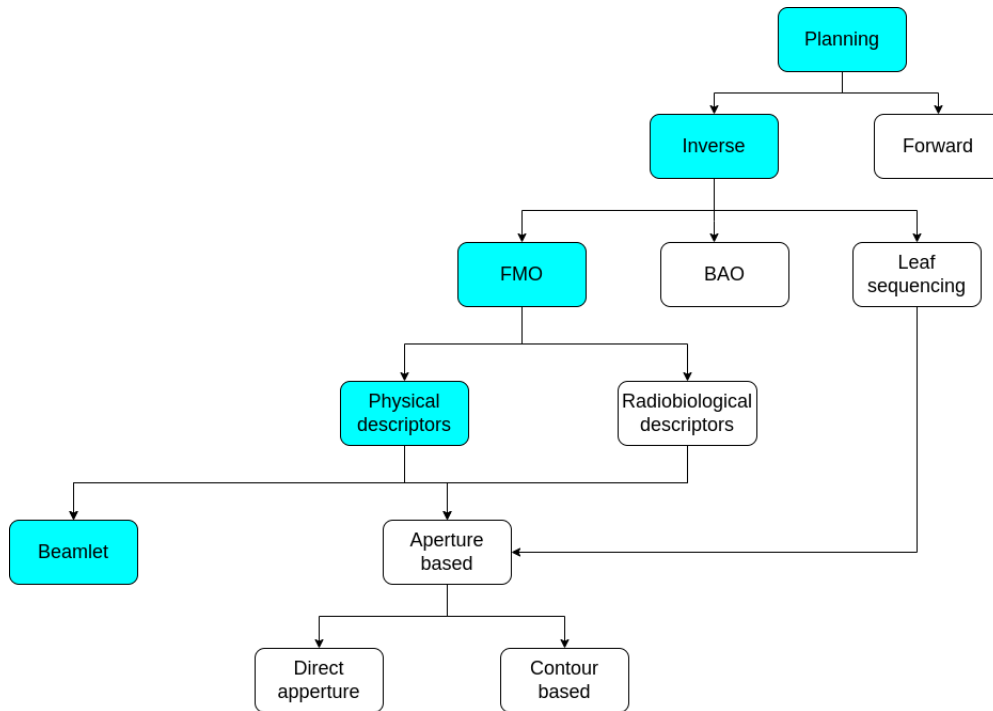 Planning
Inverse
Forward
FMO
BAO
Leaf
sequencing
Physical
descriptors
Radiobiological
descriptors
Beamlet
Aperture
based
Direct
apperture
Contour
based